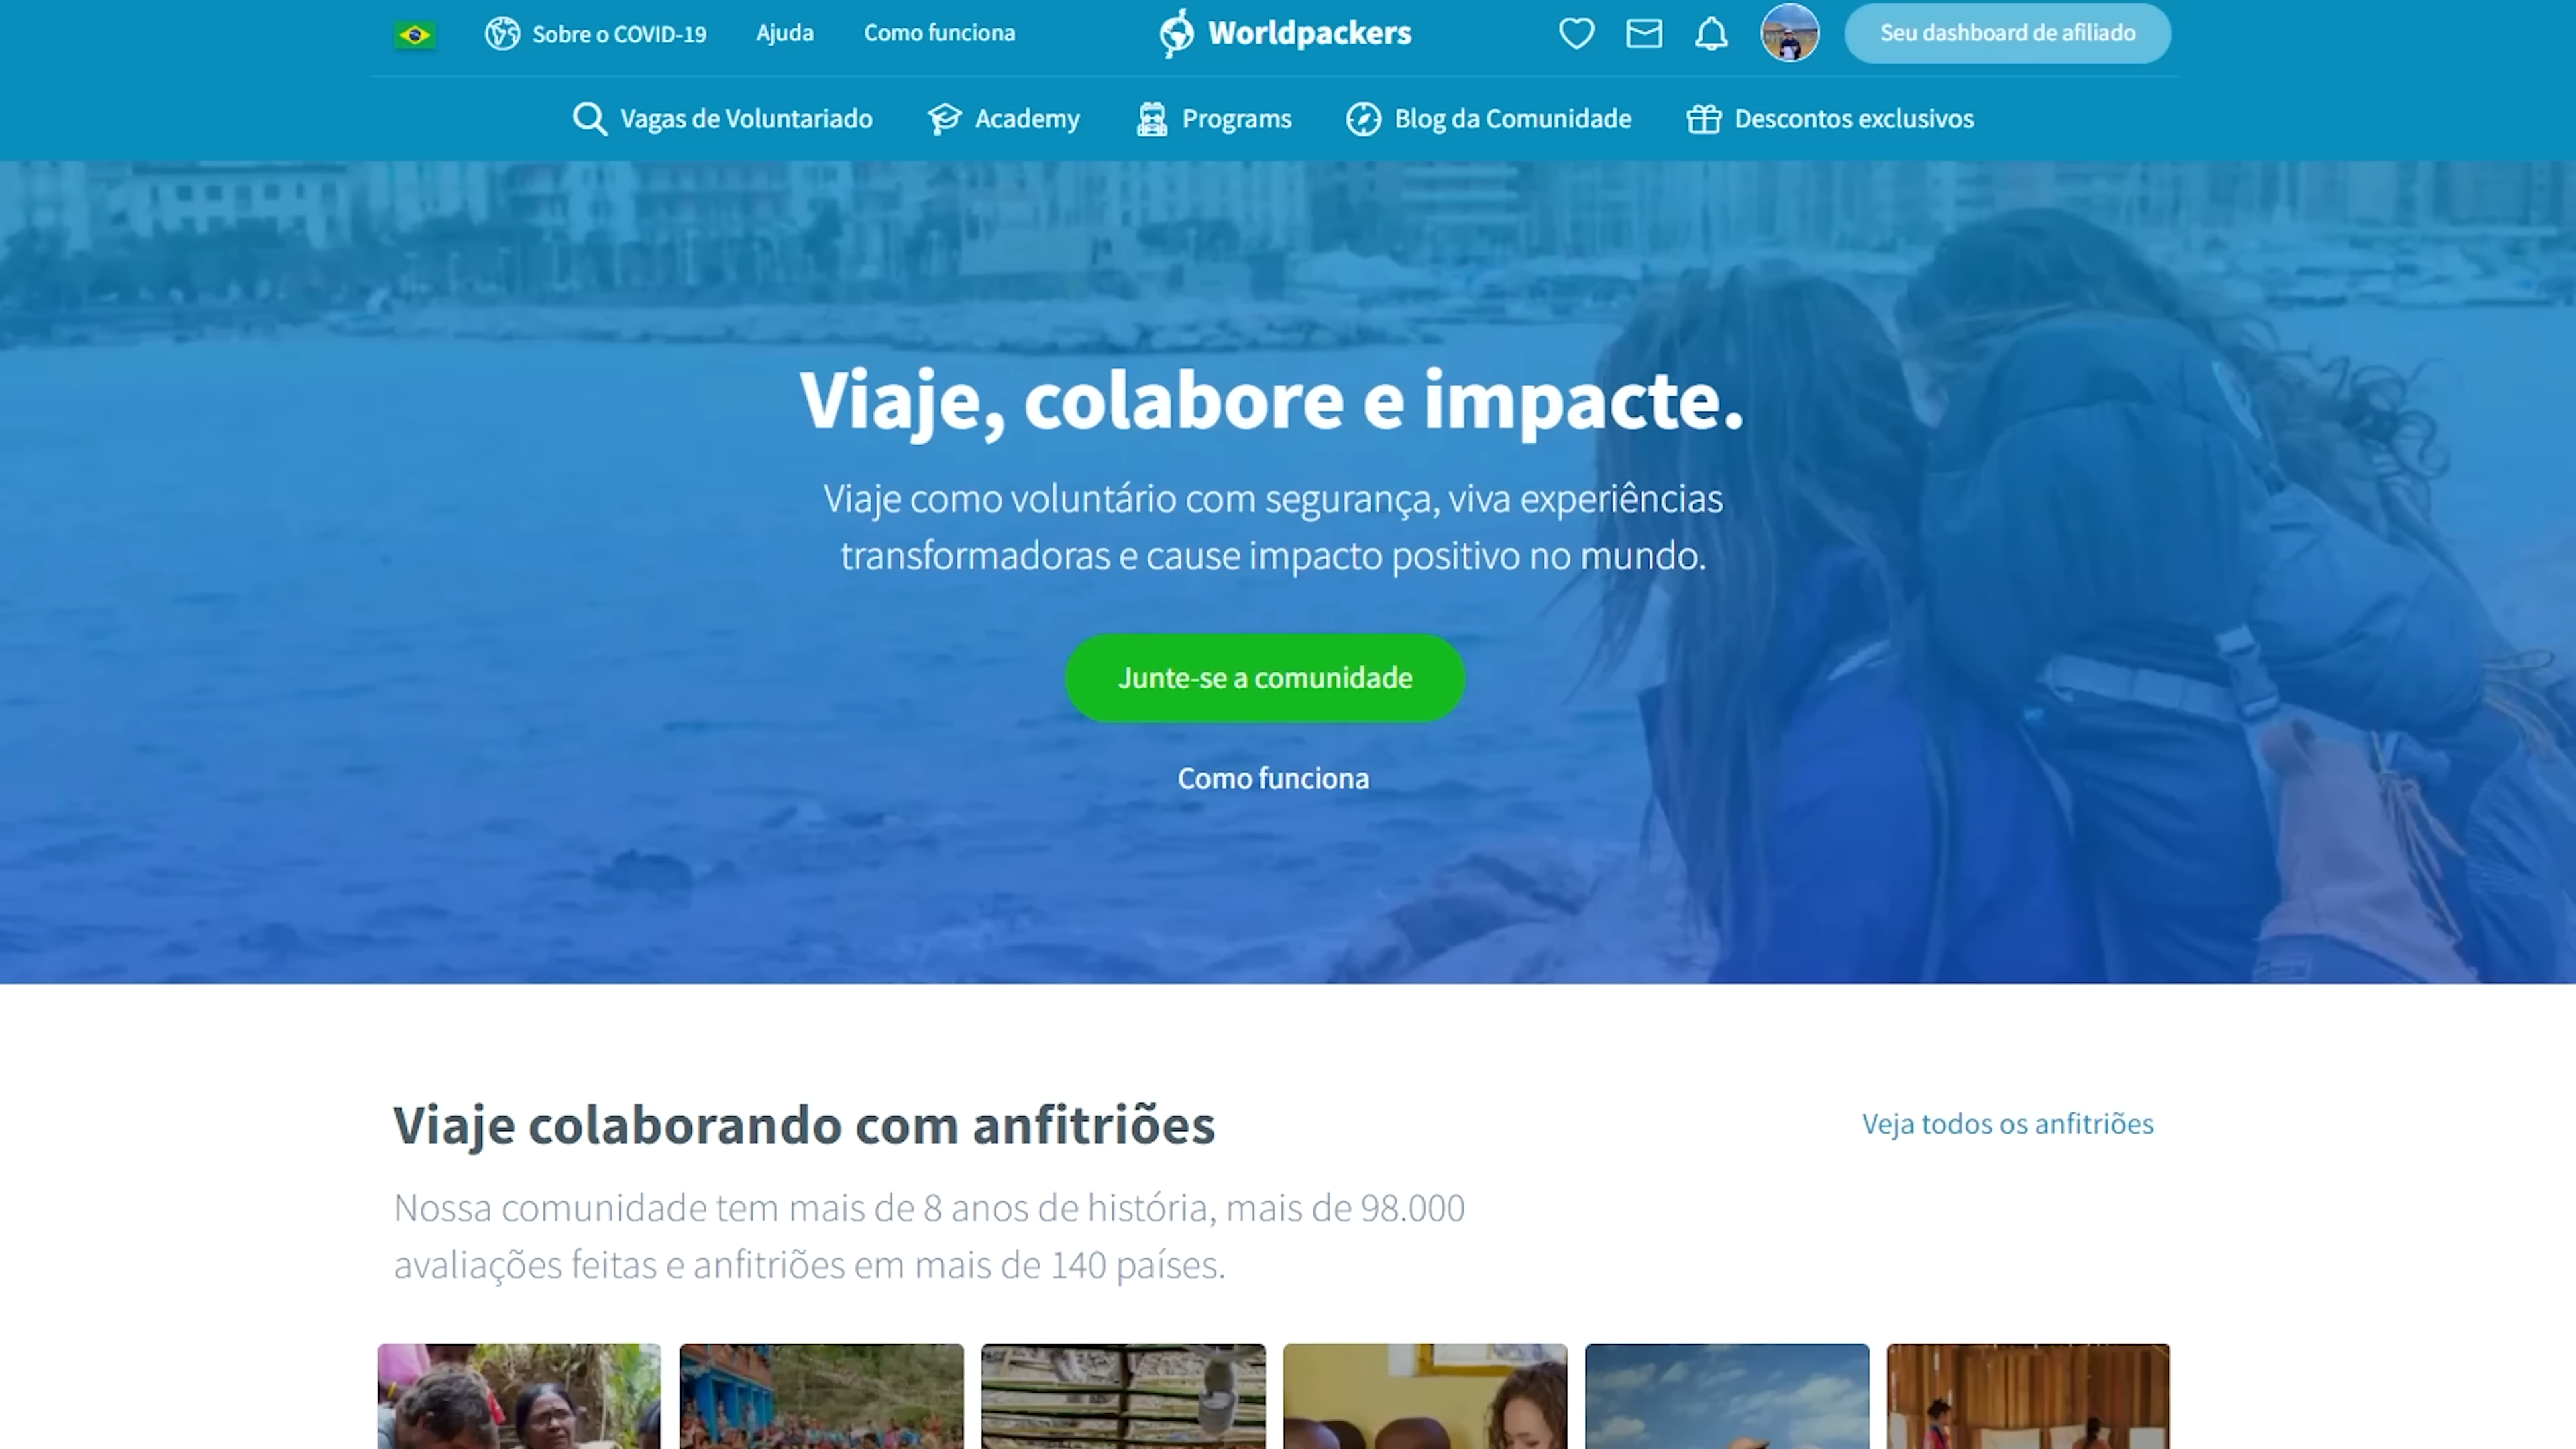 Sobre o COVID-19
Ajuda
Como funciona
Worldpackers
Seu dashboard de afiliado
Vagas de Voluntariado
Academy
Programs
Blog da Comunidade
Descontos exclusivos
Viaje, colabore e impacte.
Viaje como voluntário com segurança, viva experiências
transformadoras e cause impacto positivo no mundo.
Junte-se a comunidade
Como funciona
Viaje colaborando com anfitriões
Veja todos os anfitriões
Nossa comunidade tem mais de 8 anos de história, mais de 98.000
avaliações feitas e anfitriões em mais de 140 países.